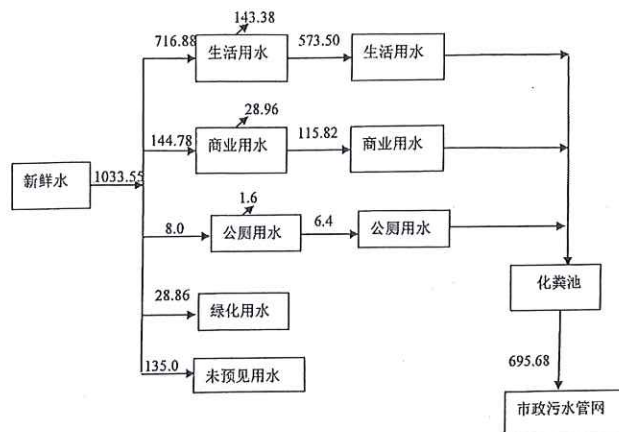 143.38
716.88 生活用水 573.50 生活用水
28.96
144.78 商业用水 115.82 商业用水
新鲜水 1033.55
1.6
8.0 公厕用水 6.4 公厕用水
28.86 绿化用水
化粪池
135.0 未预见用水
695.68
市政污水管网